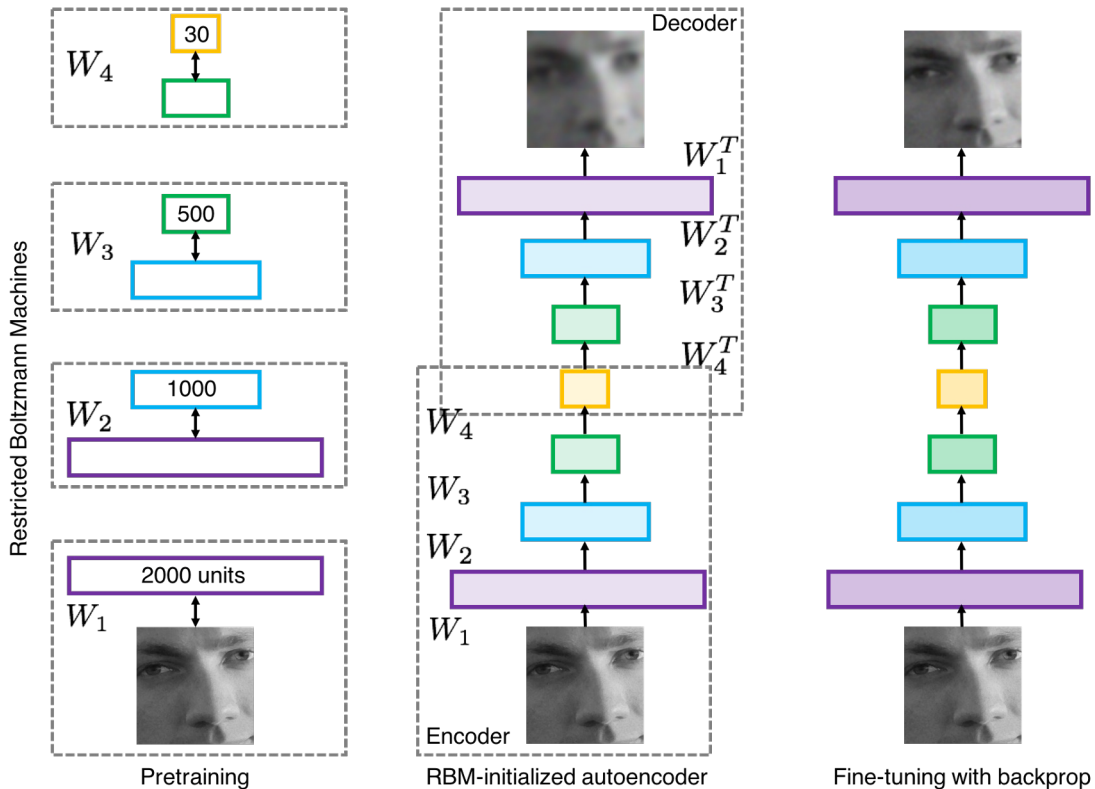 Restricted Boltzmann Machines
W_4
30
W_3
500
W_2
1000
2000 units
W_1
Pretraining
Decoder
W_1^T
W_2^T
W_3^T
W_4^T
W_4
W_3
W_2
W_1
Encoder
RBM-initialized autoencoder
Fine-tuning with backprop